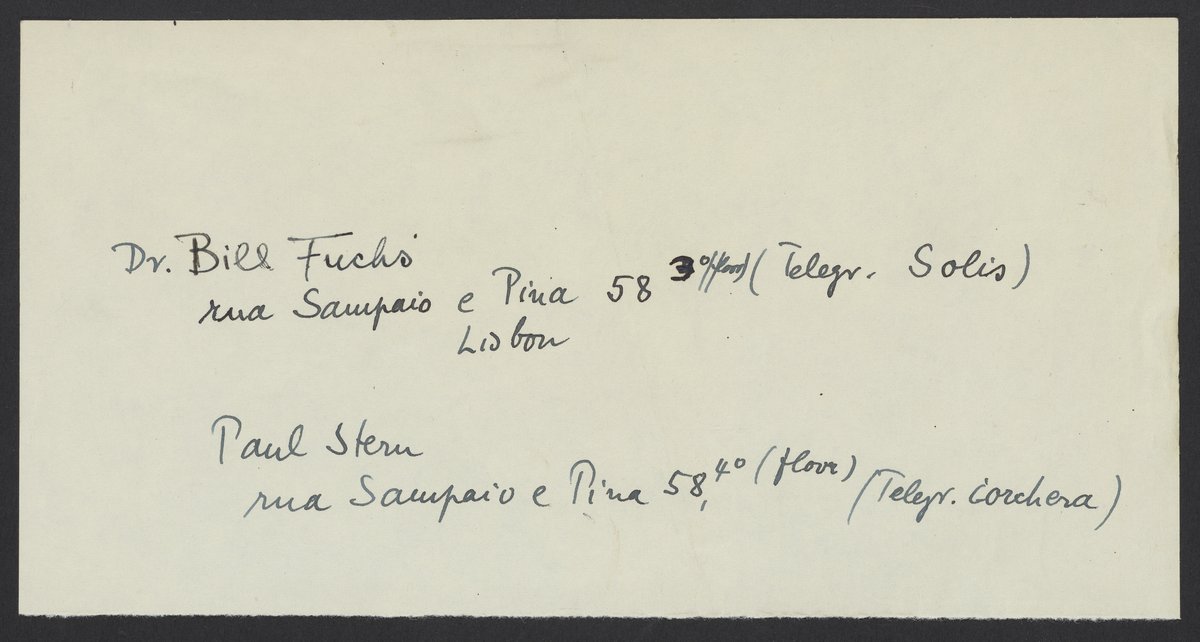 Dr. Bill Fuchs
rua Sampaio e Pina 58 3º (floor) (Telegr. Solis)
Lisbon
Paul Stern
rua Sampaio e Pina 58, 4º (floor) (Telegr. Corchera)